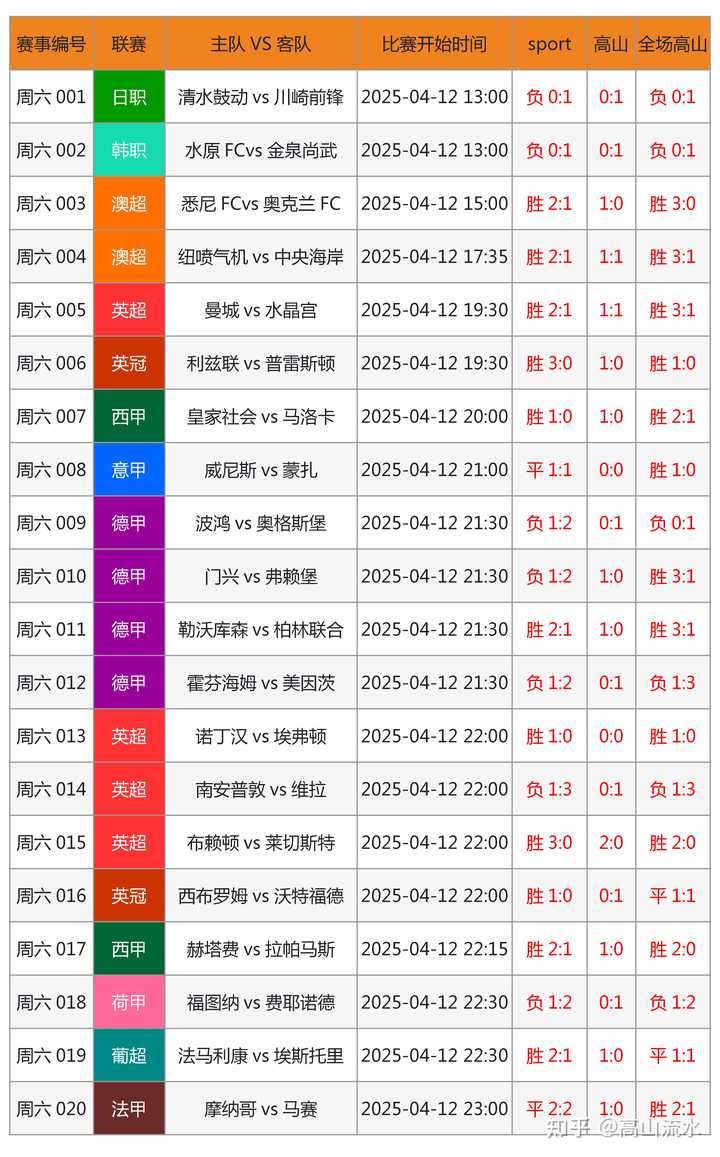 赛事编号 联赛 主队 VS 客队 比赛开始时间 sport 高山 全场高山
周六 001 日职 清水鼓动 vs 川崎前锋 2025-04-12 13:00 负 0:1 0:1 负 0:1
周六 002 韩职 水原 FCvs 金泉尚武 2025-04-12 13:00 负 0:1 0:1 负 0:1
周六 003 澳超 悉尼 FCvs 奥克兰 FC 2025-04-12 15:00 胜 2:1 1:0 胜 3:0
周六 004 澳超 纽喷气机 vs 中央海岸 2025-04-12 17:35 胜 2:1 1:1 胜 3:1
周六 005 英超 曼城 vs 水晶宫 2025-04-12 19:30 胜 2:1 1:1 胜 3:1
周六 006 英冠 利兹联 vs 普雷斯顿 2025-04-12 19:30 胜 3:0 1:0 胜 1:0
周六 007 西甲 皇家社会 vs 马洛卡 2025-04-12 20:00 胜 1:0 1:0 胜 2:1
周六 008 意甲 威尼斯 vs 蒙扎 2025-04-12 21:00 平 1:1 0:0 胜 1:0
周六 009 德甲 波鸿 vs 奥格斯堡 2025-04-12 21:30 负 1:2 0:1 负 0:1
周六 010 德甲 门兴 vs 弗赖堡 2025-04-12 21:30 负 1:2 1:0 胜 3:1
周六 011 德甲 勒沃库森 vs 柏林联合 2025-04-12 21:30 胜 2:1 1:0 胜 3:1
周六 012 德甲 霍芬海姆 vs 美因茨 2025-04-12 21:30 负 1:2 0:1 负 1:3
周六 013 英超 诺丁汉 vs 埃弗顿 2025-04-12 22:00 胜 1:0 0:0 胜 1:0
周六 014 英超 南安普敦 vs 维拉 2025-04-12 22:00 负 1:3 0:1 负 1:3
周六 015 英超 布赖顿 vs 莱切斯特 2025-04-12 22:00 胜 3:0 2:0 胜 2:0
周六 016 英冠 西布罗姆 vs 沃特福德 2025-04-12 22:00 胜 1:0 0:1 平 1:1
周六 017 西甲 赫塔费 vs 拉帕马斯 2025-04-12 22:15 胜 2:1 1:0 胜 2:0
周六 018 荷甲 福图纳 vs 费耶诺德 2025-04-12 22:30 负 1:2 0:1 负 1:2
周六 019 葡超 法马利康 vs 埃斯托里 2025-04-12 22:30 胜 2:1 1:0 平 1:1
周六 020 法甲 摩纳哥 vs 马赛 2025-04-12 23:00 平 2:2 1:0 胜 2:1
知乎 @高山流水